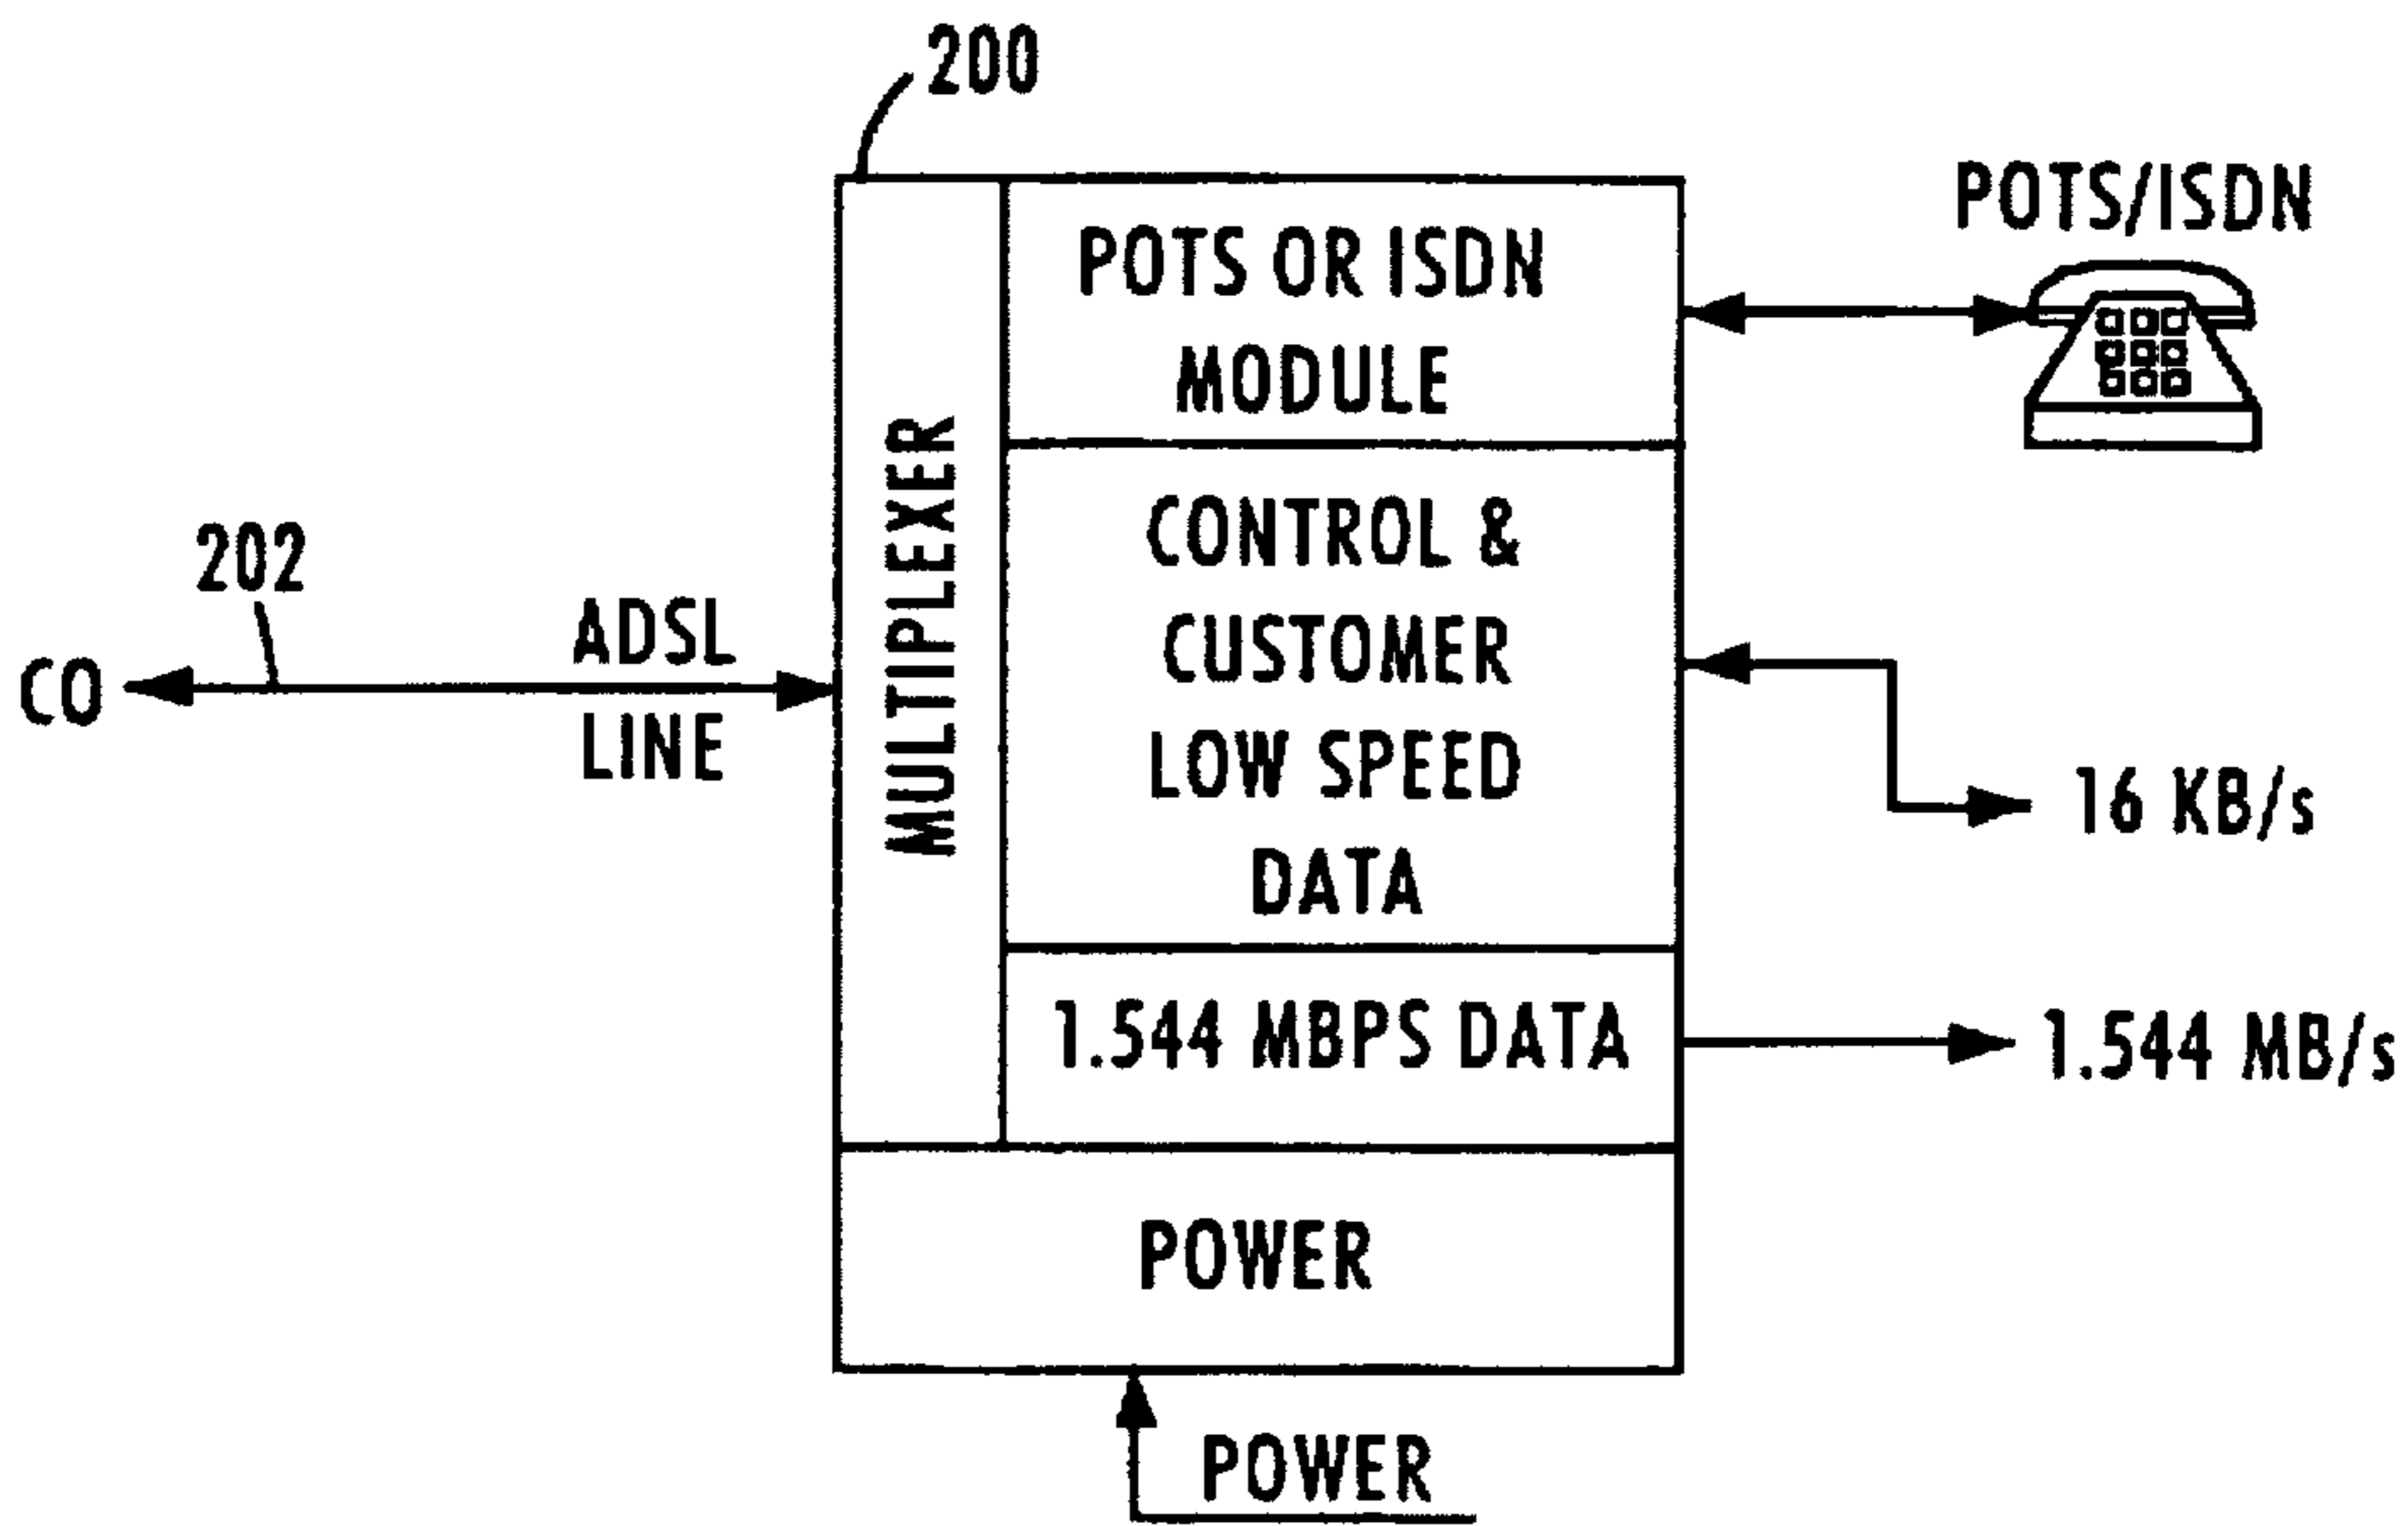 200
POTS/ISDN
POTS OR ISDN
MODULE
MULTIPLEXER
CONTROL &
CUSTOMER
LOW SPEED
DATA
202
ADSL
LINE
CO
16 KB/s
1.544 MBPS DATA
1.544 MB/s
POWER
POWER